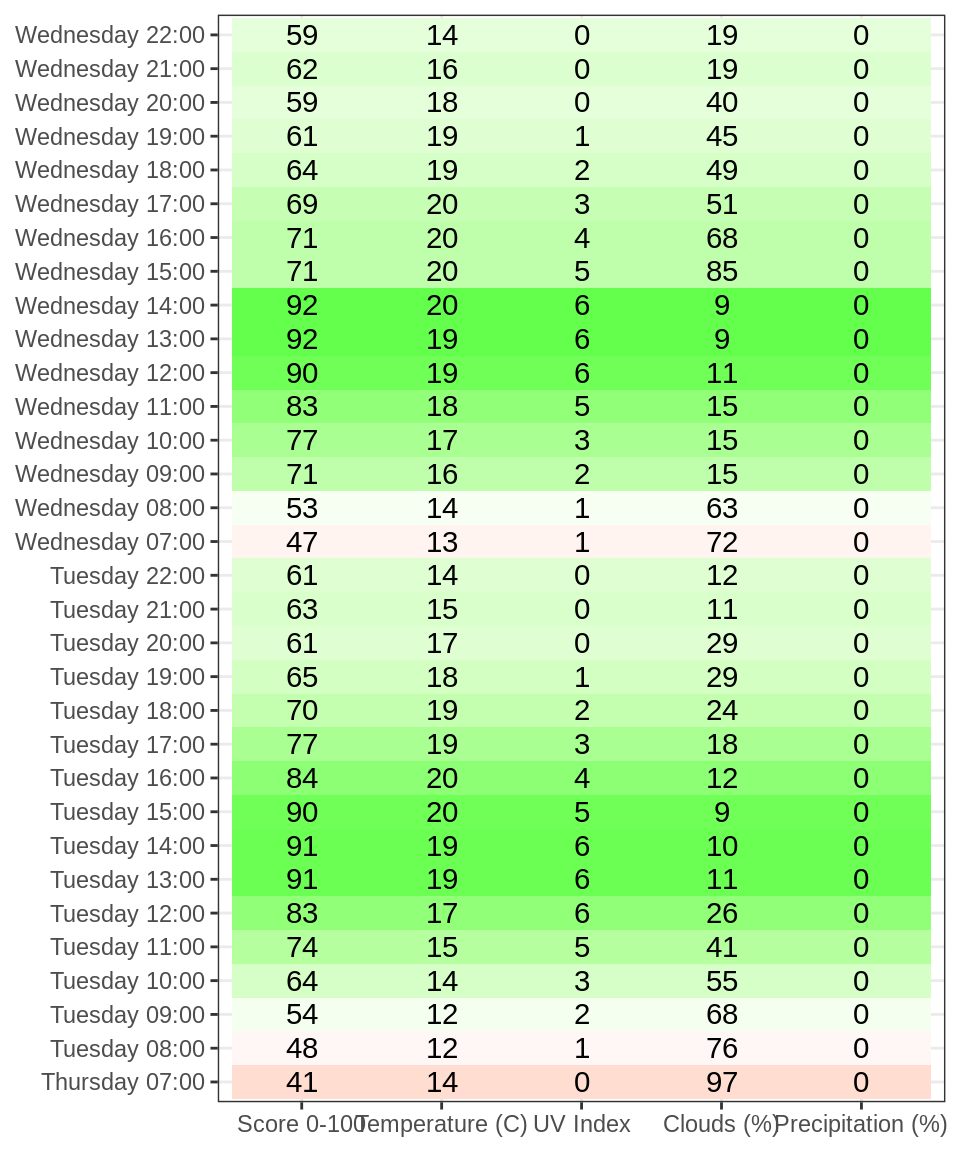 Wednesday 22:00 59 14 0 19 0
Wednesday 21:00 62 16 0 19 0
Wednesday 20:00 59 18 0 40 0
Wednesday 19:00 61 19 1 45 0
Wednesday 18:00 64 19 2 49 0
Wednesday 17:00 69 20 3 51 0
Wednesday 16:00 71 20 4 68 0
Wednesday 15:00 71 20 5 85 0
Wednesday 14:00 92 20 6 9 0
Wednesday 13:00 92 19 6 9 0
Wednesday 12:00 90 19 6 11 0
Wednesday 11:00 83 18 5 15 0
Wednesday 10:00 77 17 3 15 0
Wednesday 09:00 71 16 2 15 0
Wednesday 08:00 53 14 1 63 0
Wednesday 07:00 47 13 1 72 0
Tuesday 22:00 61 14 0 12 0
Tuesday 21:00 63 15 0 11 0
Tuesday 20:00 61 17 0 29 0
Tuesday 19:00 65 18 1 29 0
Tuesday 18:00 70 19 2 24 0
Tuesday 17:00 77 19 3 18 0
Tuesday 16:00 84 20 4 12 0
Tuesday 15:00 90 20 5 9 0
Tuesday 14:00 91 19 6 10 0
Tuesday 13:00 91 19 6 11 0
Tuesday 12:00 83 17 6 26 0
Tuesday 11:00 74 15 5 41 0
Tuesday 10:00 64 14 3 55 0
Tuesday 09:00 54 12 2 68 0
Tuesday 08:00 48 12 1 76 0
Thursday 07:00 41 14 0 97 0
Score 0-100 Temperature (C) UV Index Clouds (%) Precipitation (%)